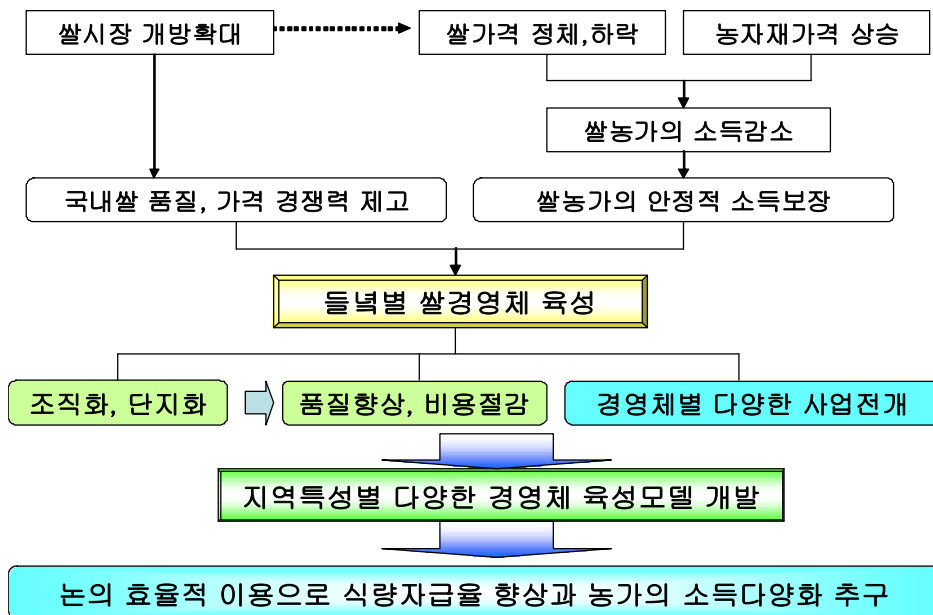 쌀시장 개방확대
쌀가격 정체,하락
농자재가격 상승
쌀농가의 소득감소
국내쌀 품질, 가격 경쟁력 제고
쌀농가의 안정적 소득보장
들녘별 쌀경영체 육성
조직화, 단지화
품질향상, 비용절감
경영체별 다양한 사업전개
지역특성별 다양한 경영체 육성모델 개발
논의 효율적 이용으로 식량자급율 향상과 농가의 소득다양화 추구